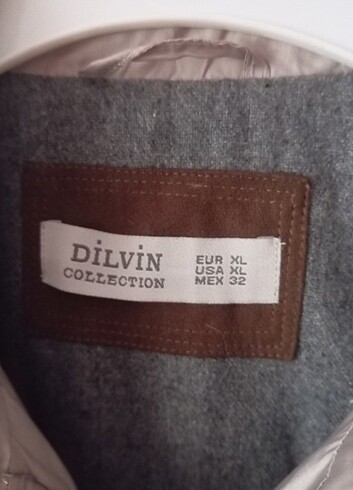 DİLVİN
COLLECTION
EUR XL
USA XL
MEX 32